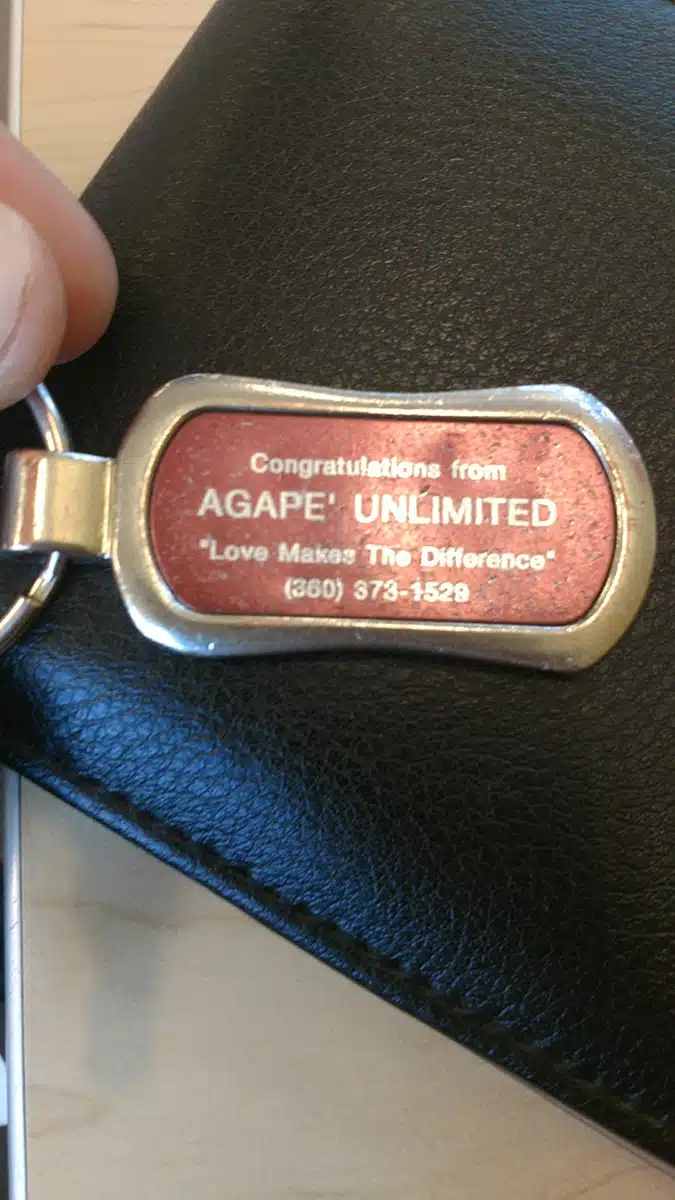 Congratulations from
AGAPE' UNLIMITED
"Love Makes The Difference"
(360) 373-1529